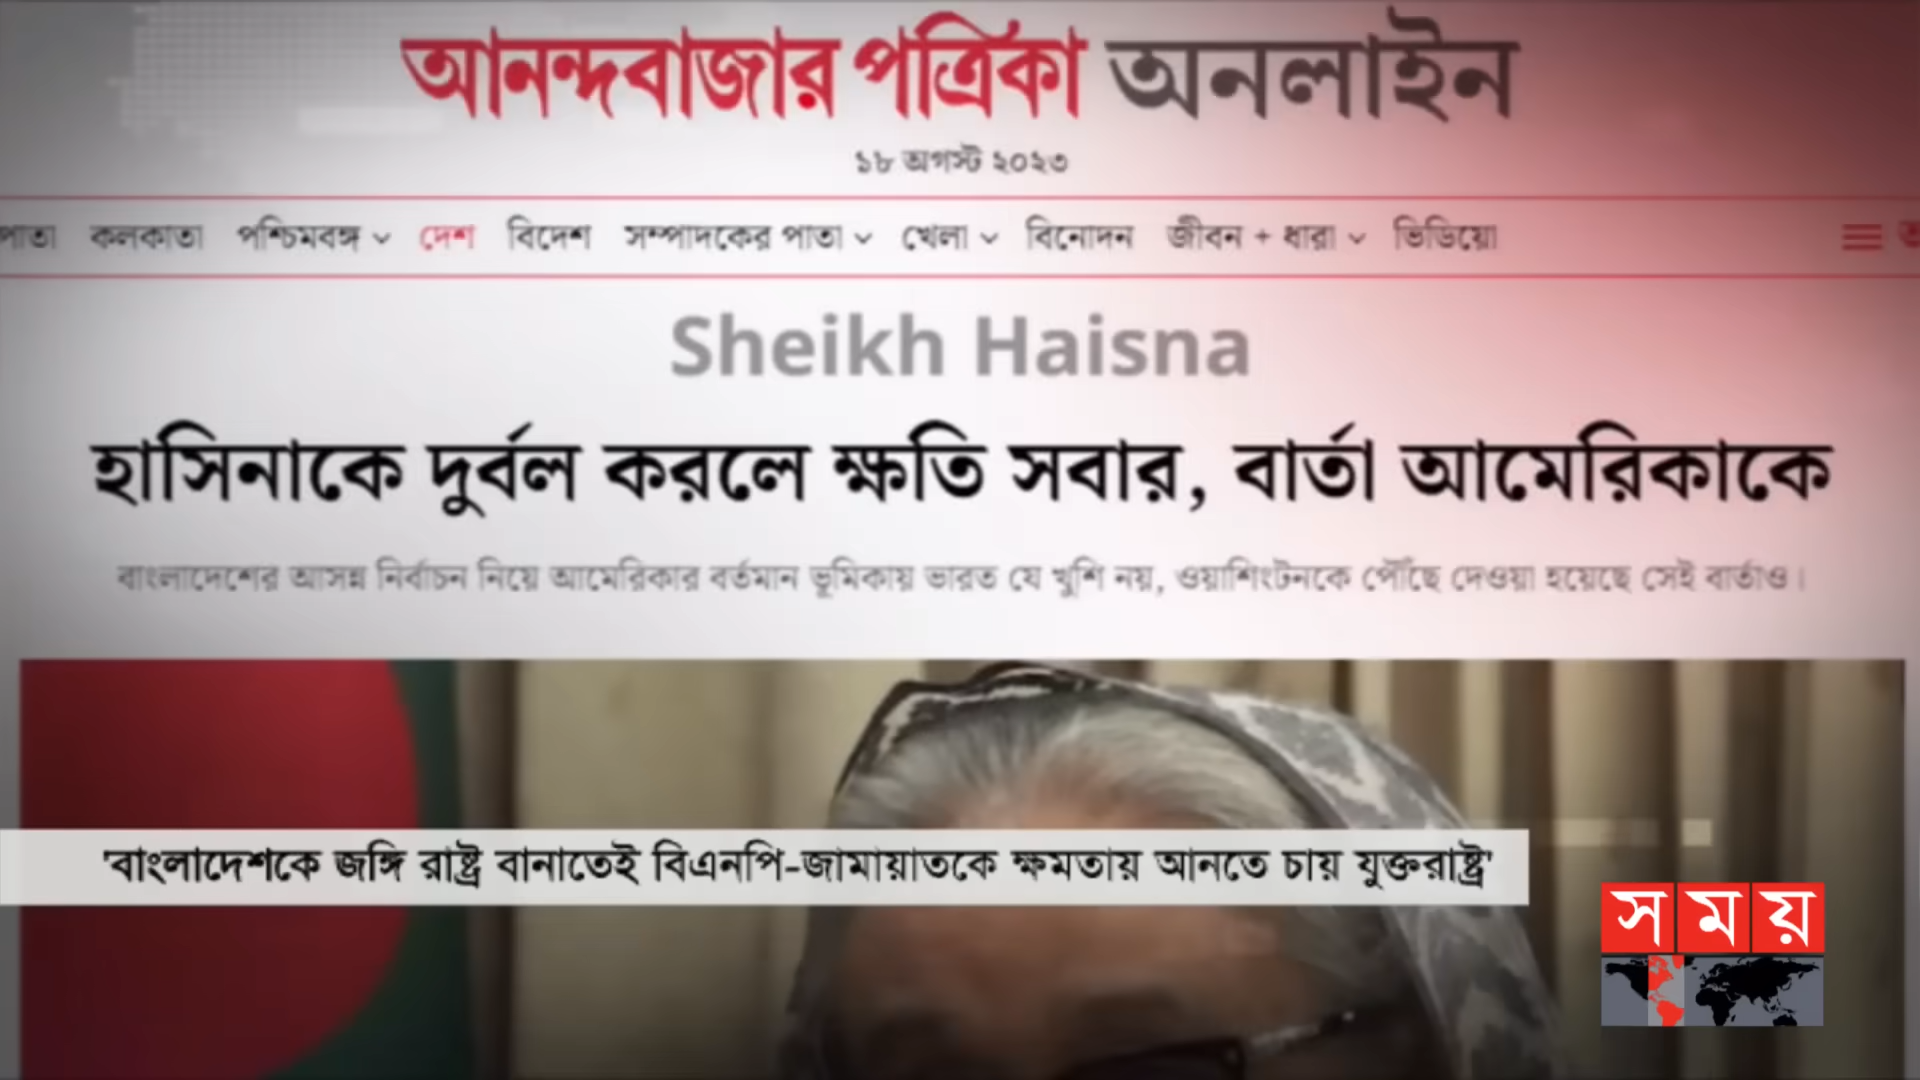 আনন্দবাজার পত্রিকা অনলাইন
১৮ অগস্ট ২০২৩
পাতা কলকাতা পশ্চিমবঙ্গ দেশ বিদেশ সম্পাদকের পাতা খেলা বিনোদন জীবন + ধারা ভিডিয়ো
Sheikh Haisna
হাসিনাকে দুর্বল করলে ক্ষতি সবার, বার্তা আমেরিকাকে
বাংলাদেশের আসন্ন নির্বাচন নিয়ে আমেরিকার বর্তমান ভূমিকায় ভারত যে খুশি নয়, ওয়াশিংটনকে পৌঁছে দেওয়া হয়েছে সেই বার্তাও।
'বাংলাদেশকে জঙ্গি রাষ্ট্র বানাতেই বিএনপি-জামায়াতকে ক্ষমতায় আনতে চায় যুক্তরাষ্ট্র'
সময়